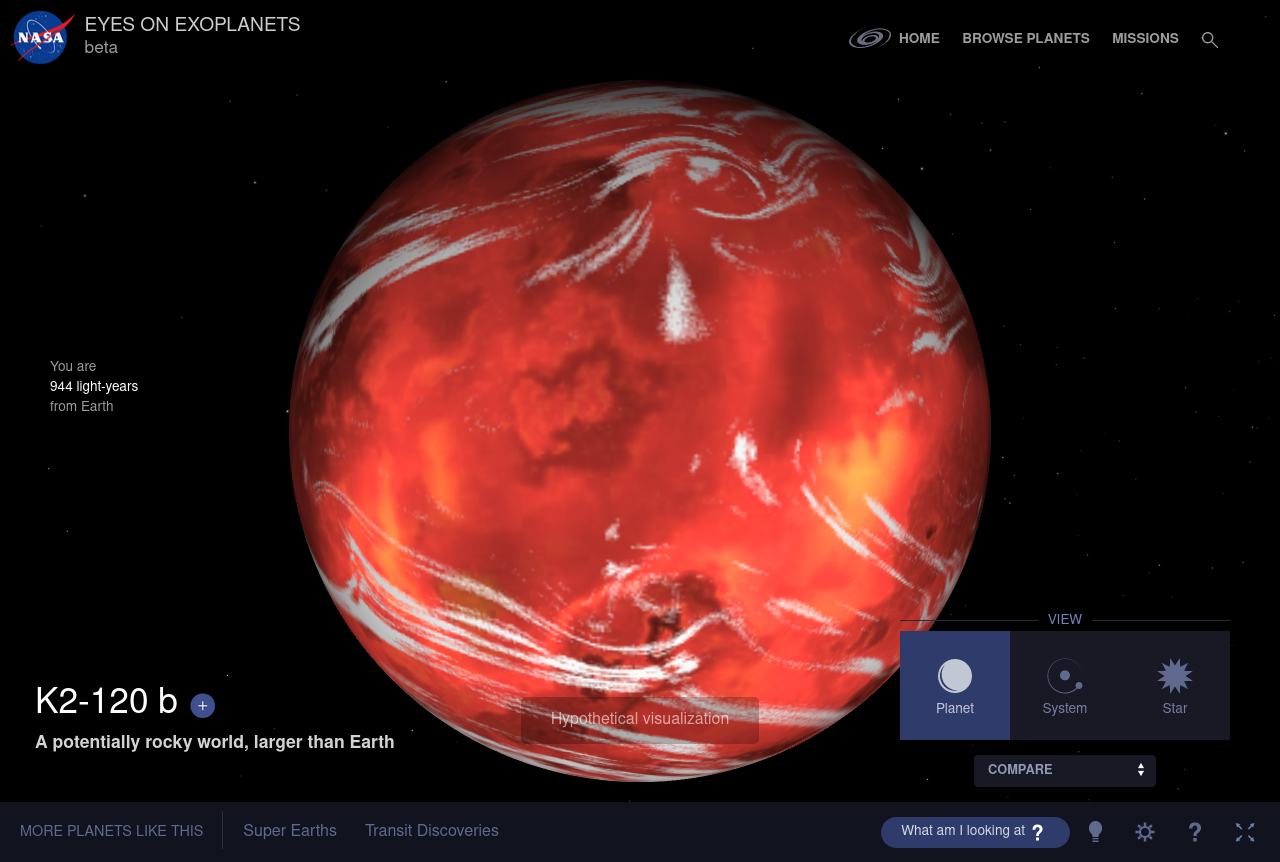 NASA
EYES ON EXOPLANETS
beta
HOME
BROWSE PLANETS
MISSIONS
You are
944 light-years
from Earth
VIEW
Planet
System
Star
K2-120 b +
A potentially rocky world, larger than Earth
Hypothetical visualization
COMPARE
MORE PLANETS LIKE THIS
Super Earths
Transit Discoveries
What am I looking at ?
?